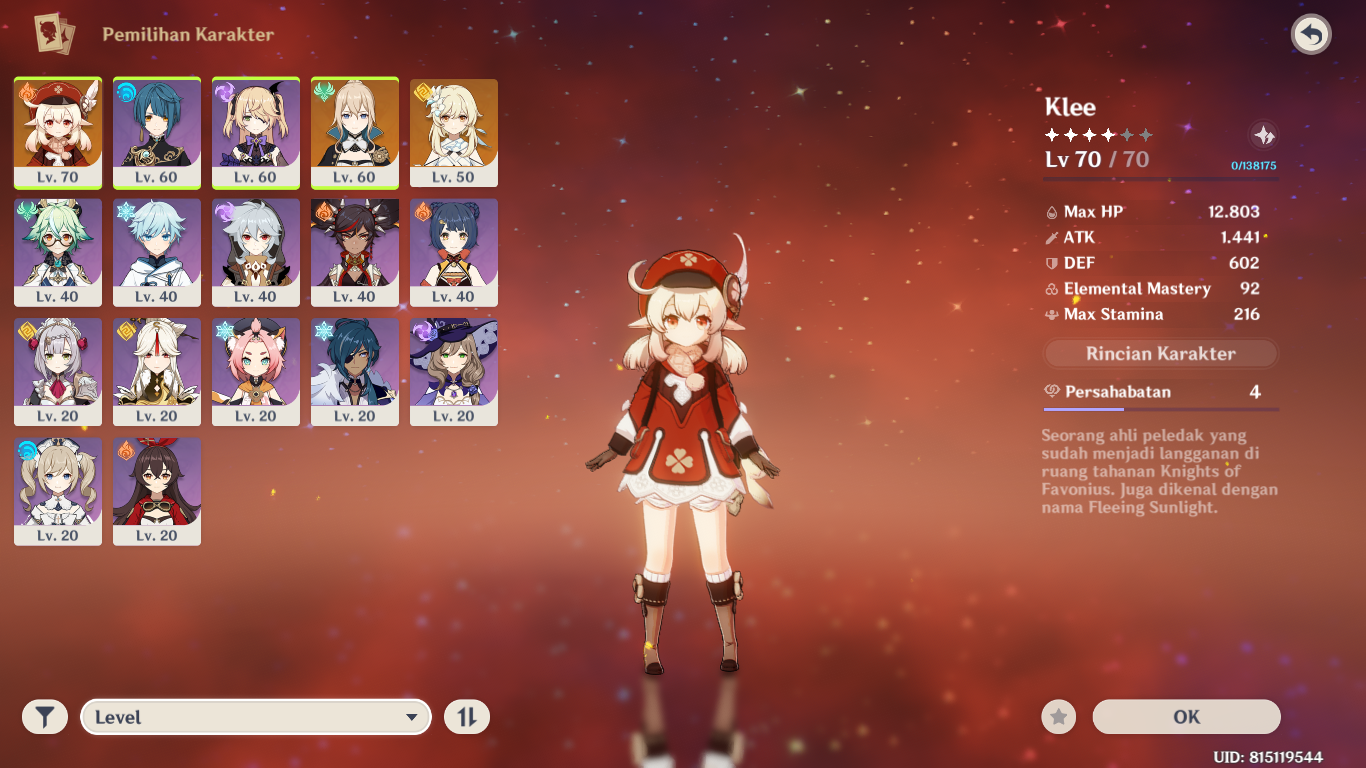 Pemilihan Karakter
Lv. 70
Lv. 60
Lv. 60
Lv. 60
Lv. 50
Lv. 40
Lv. 40
Lv. 40
Lv. 40
Lv. 40
Lv. 20
Lv. 20
Lv. 20
Lv. 20
Lv. 20
Lv. 20
Lv. 20
Level
Klee
Lv 70 / 70
0/138175
Max HP 12.803
ATK 1.441
DEF 602
Elemental Mastery 92
Max Stamina 216
Rincian Karakter
Persahabatan 4
Seorang ahli peledak yang
sudah menjadi langganan di
ruang tahanan Knights of
Favonius. Juga dikenal dengan
nama Fleeing Sunlight.
OK
UID: 815119544